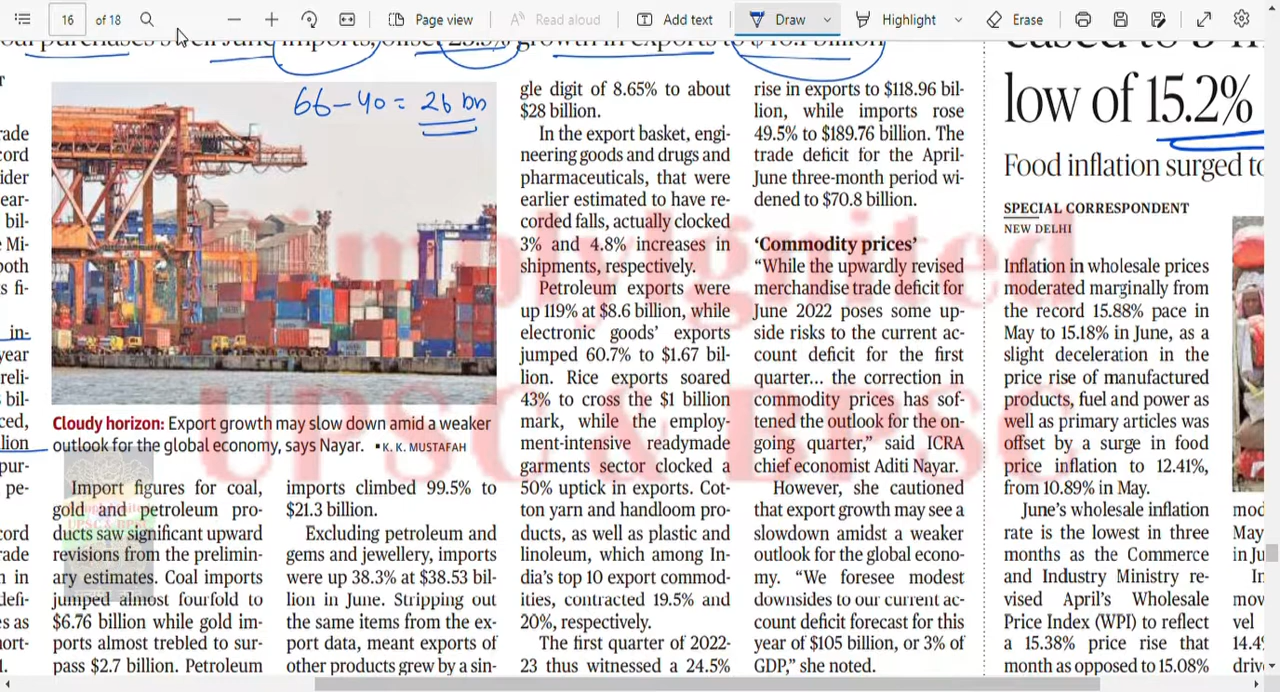 16 of 18
Page view
Read aloud
Add text
Draw
Highlight
Erase
our purchases swell June imports, offset 23.5% growth in exports to $40.1 billion
66 – 40 = 26 bn
Cloudy horizon: Export growth may slow down amid a weaker
outlook for the global economy, says Nayar. ▪K. K. MUSTAFAH
Import figures for coal,
gold and petroleum pro-
ducts saw significant upward
revisions from the prelimin-
ary estimates. Coal imports
jumped almost fourfold to
$6.76 billion while gold im-
ports almost trebled to sur-
pass $2.7 billion. Petroleum
imports climbed 99.5% to
$21.3 billion.
Excluding petroleum and
gems and jewellery, imports
were up 38.3% at $38.53 bil-
lion in June. Stripping out
the same items from the ex-
port data, meant exports of
other products grew by a sin-
gle digit of 8.65% to about
$28 billion.
In the export basket, engi-
neering goods and drugs and
pharmaceuticals, that were
earlier estimated to have re-
corded falls, actually clocked
3% and 4.8% increases in
shipments, respectively.
Petroleum exports were
up 119% at $8.6 billion, while
electronic goods' exports
jumped 60.7% to $1.67 bil-
lion. Rice exports soared
43% to cross the $1 billion
mark, while the employ-
ment-intensive readymade
garments sector clocked a
50% uptick in exports. Cot-
ton yarn and handloom pro-
ducts, as well as plastic and
linoleum, which among In-
dia's top 10 export commod-
ities, contracted 19.5% and
20%, respectively.
The first quarter of 2022-
23 thus witnessed a 24.5%
rise in exports to $118.96 bil-
lion, while imports rose
49.5% to $189.76 billion. The
trade deficit for the April-
June three-month period wi-
dened to $70.8 billion.
'Commodity prices'
"While the upwardly revised
merchandise trade deficit for
June 2022 poses some up-
side risks to the current ac-
count deficit for the first
quarter... the correction in
commodity prices has sof-
tened the outlook for the on-
going quarter," said ICRA
chief economist Aditi Nayar.
However, she cautioned
that export growth may see a
slowdown amidst a weaker
outlook for the global econo-
my. "We foresee modest
downsides to our current ac-
count deficit forecast for this
year of $105 billion, or 3% of
GDP," she noted.
low of 15.2%
Food inflation surged to
SPECIAL CORRESPONDENT
NEW DELHI
Inflation in wholesale prices
moderated marginally from
the record 15.88% pace in
May to 15.18% in June, as a
slight deceleration in the
price rise of manufactured
products, fuel and power as
well as primary articles was
offset by a surge in food
price inflation to 12.41%,
from 10.89% in May.
June's wholesale inflation
rate is the lowest in three
months as the Commerce
and Industry Ministry re-
vised April's Wholesale
Price Index (WPI) to reflect
a 15.38% price rise that
month as opposed to 15.08%
Simply Ignited
UPSC & BPSC